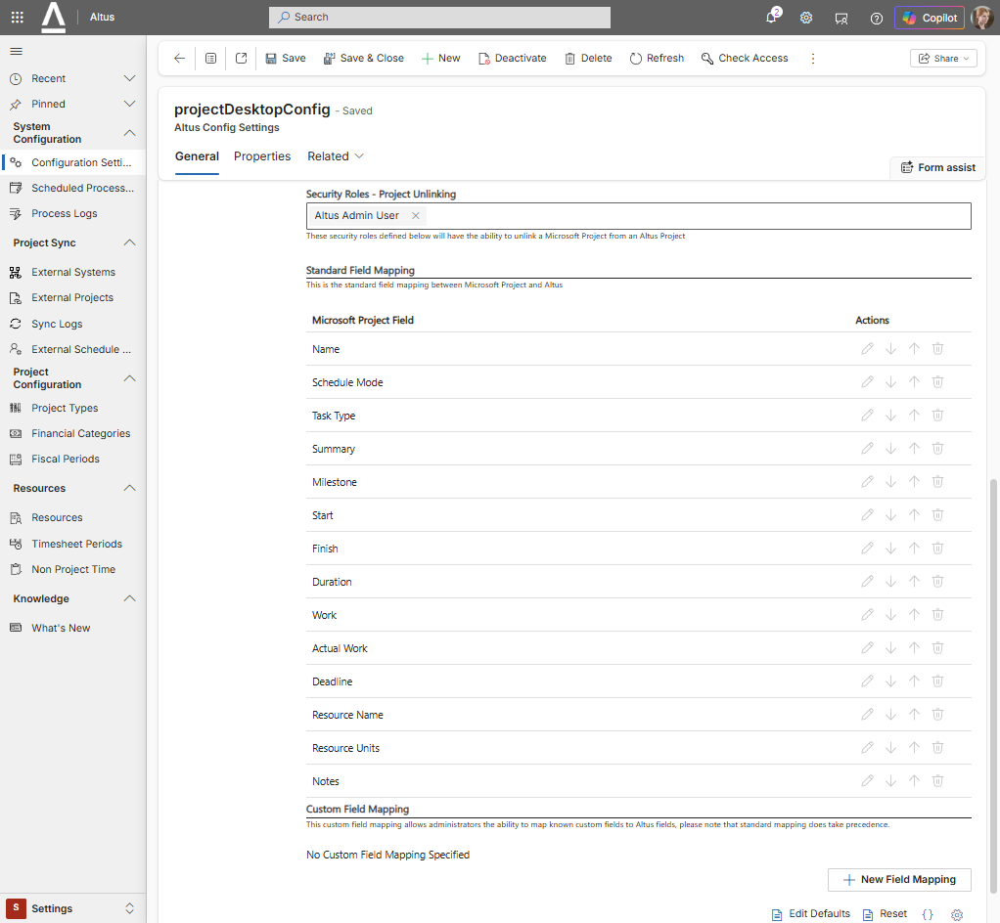 Altus
Search
2
Copilot
Recent
Pinned
System
Configuration
Configuration Setti...
Scheduled Process...
Process Logs
Project Sync
External Systems
External Projects
Sync Logs
External Schedule ...
Project
Configuration
Project Types
Financial Categories
Fiscal Periods
Resources
Resources
Timesheet Periods
Non Project Time
Knowledge
What's New
S
Settings
Save
Save & Close
New
Deactivate
Delete
Refresh
Check Access
Share
projectDesktopConfig - Saved
Altus Config Settings
General
Properties
Related
Form assist
Security Roles - Project Unlinking
Altus Admin User
These security roles defined below will have the ability to unlink a Microsoft Project from an Altus Project
Standard Field Mapping
This is the standard field mapping between Microsoft Project and Altus
Microsoft Project Field
Actions
Name
Schedule Mode
Task Type
Summary
Milestone
Start
Finish
Duration
Work
Actual Work
Deadline
Resource Name
Resource Units
Notes
Custom Field Mapping
This custom field mapping allows administrators the ability to map known custom fields to Altus fields, please note that standard mapping does take precedence.
No Custom Field Mapping Specified
New Field Mapping
Edit Defaults
Reset
{}